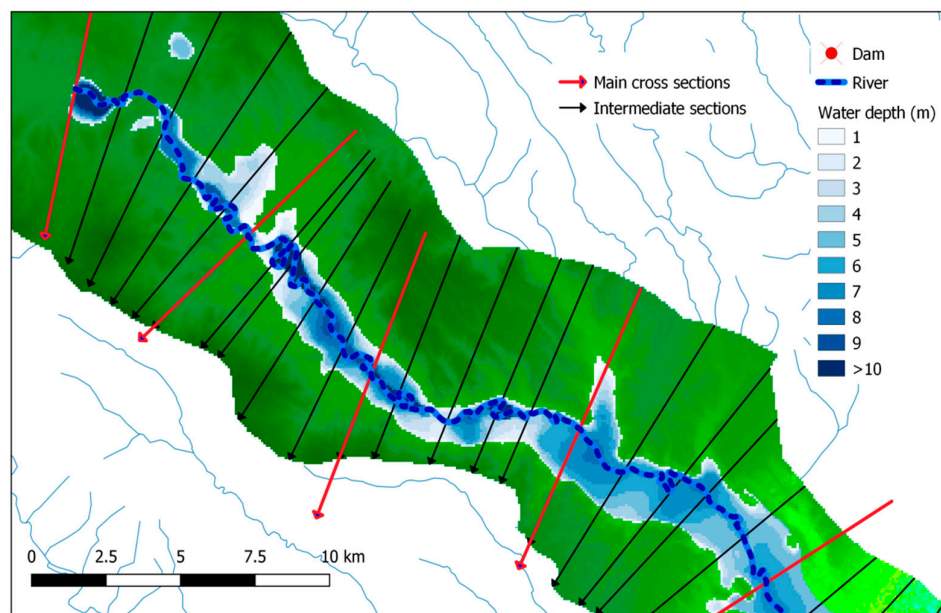 Main cross sections
Intermediate sections
Dam
River
Water depth (m)
1
2
3
4
5
6
7
8
9
>10
0 2.5 5 7.5 10 km